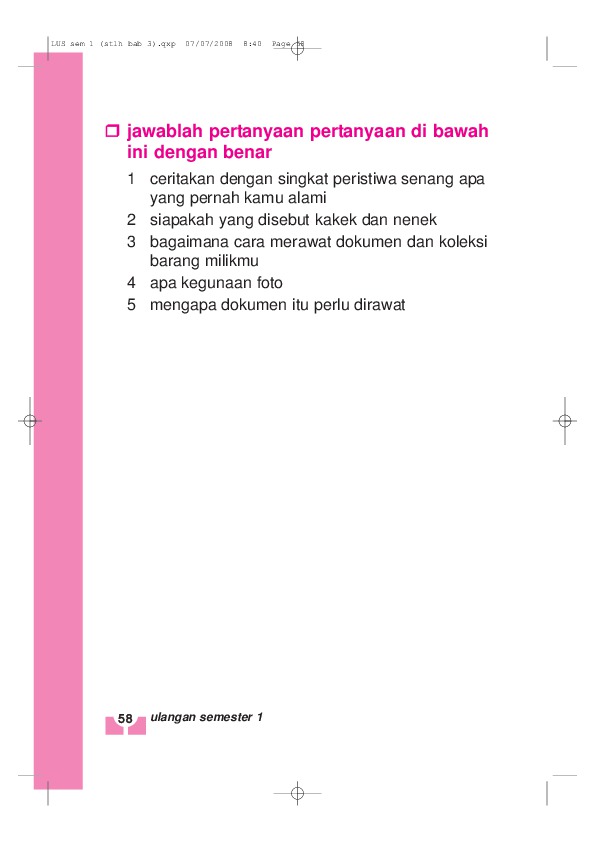 LUS sem 1 (stlh bab 3).qxp 07/07/2008 8:40 Page
❒ jawablah pertanyaan pertanyaan di bawah
ini dengan benar
1 ceritakan dengan singkat peristiwa senang apa
yang pernah kamu alami
2 siapakah yang disebut kakek dan nenek
3 bagaimana cara merawat dokumen dan koleksi
barang milikmu
4 apa kegunaan foto
5 mengapa dokumen itu perlu dirawat
58 ulangan semester 1